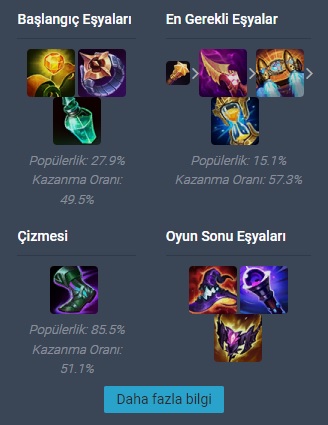 Başlangıç Eşyaları
Popülerlik: 27.9%
Kazanma Oranı:
49.5%
En Gerekli Eşyalar
Popülerlik: 15.1%
Kazanma Oranı: 57.3%
Çizmesi
Popülerlik: 85.5%
Kazanma Oranı:
51.1%
Oyun Sonu Eşyaları
Daha fazla bilgi